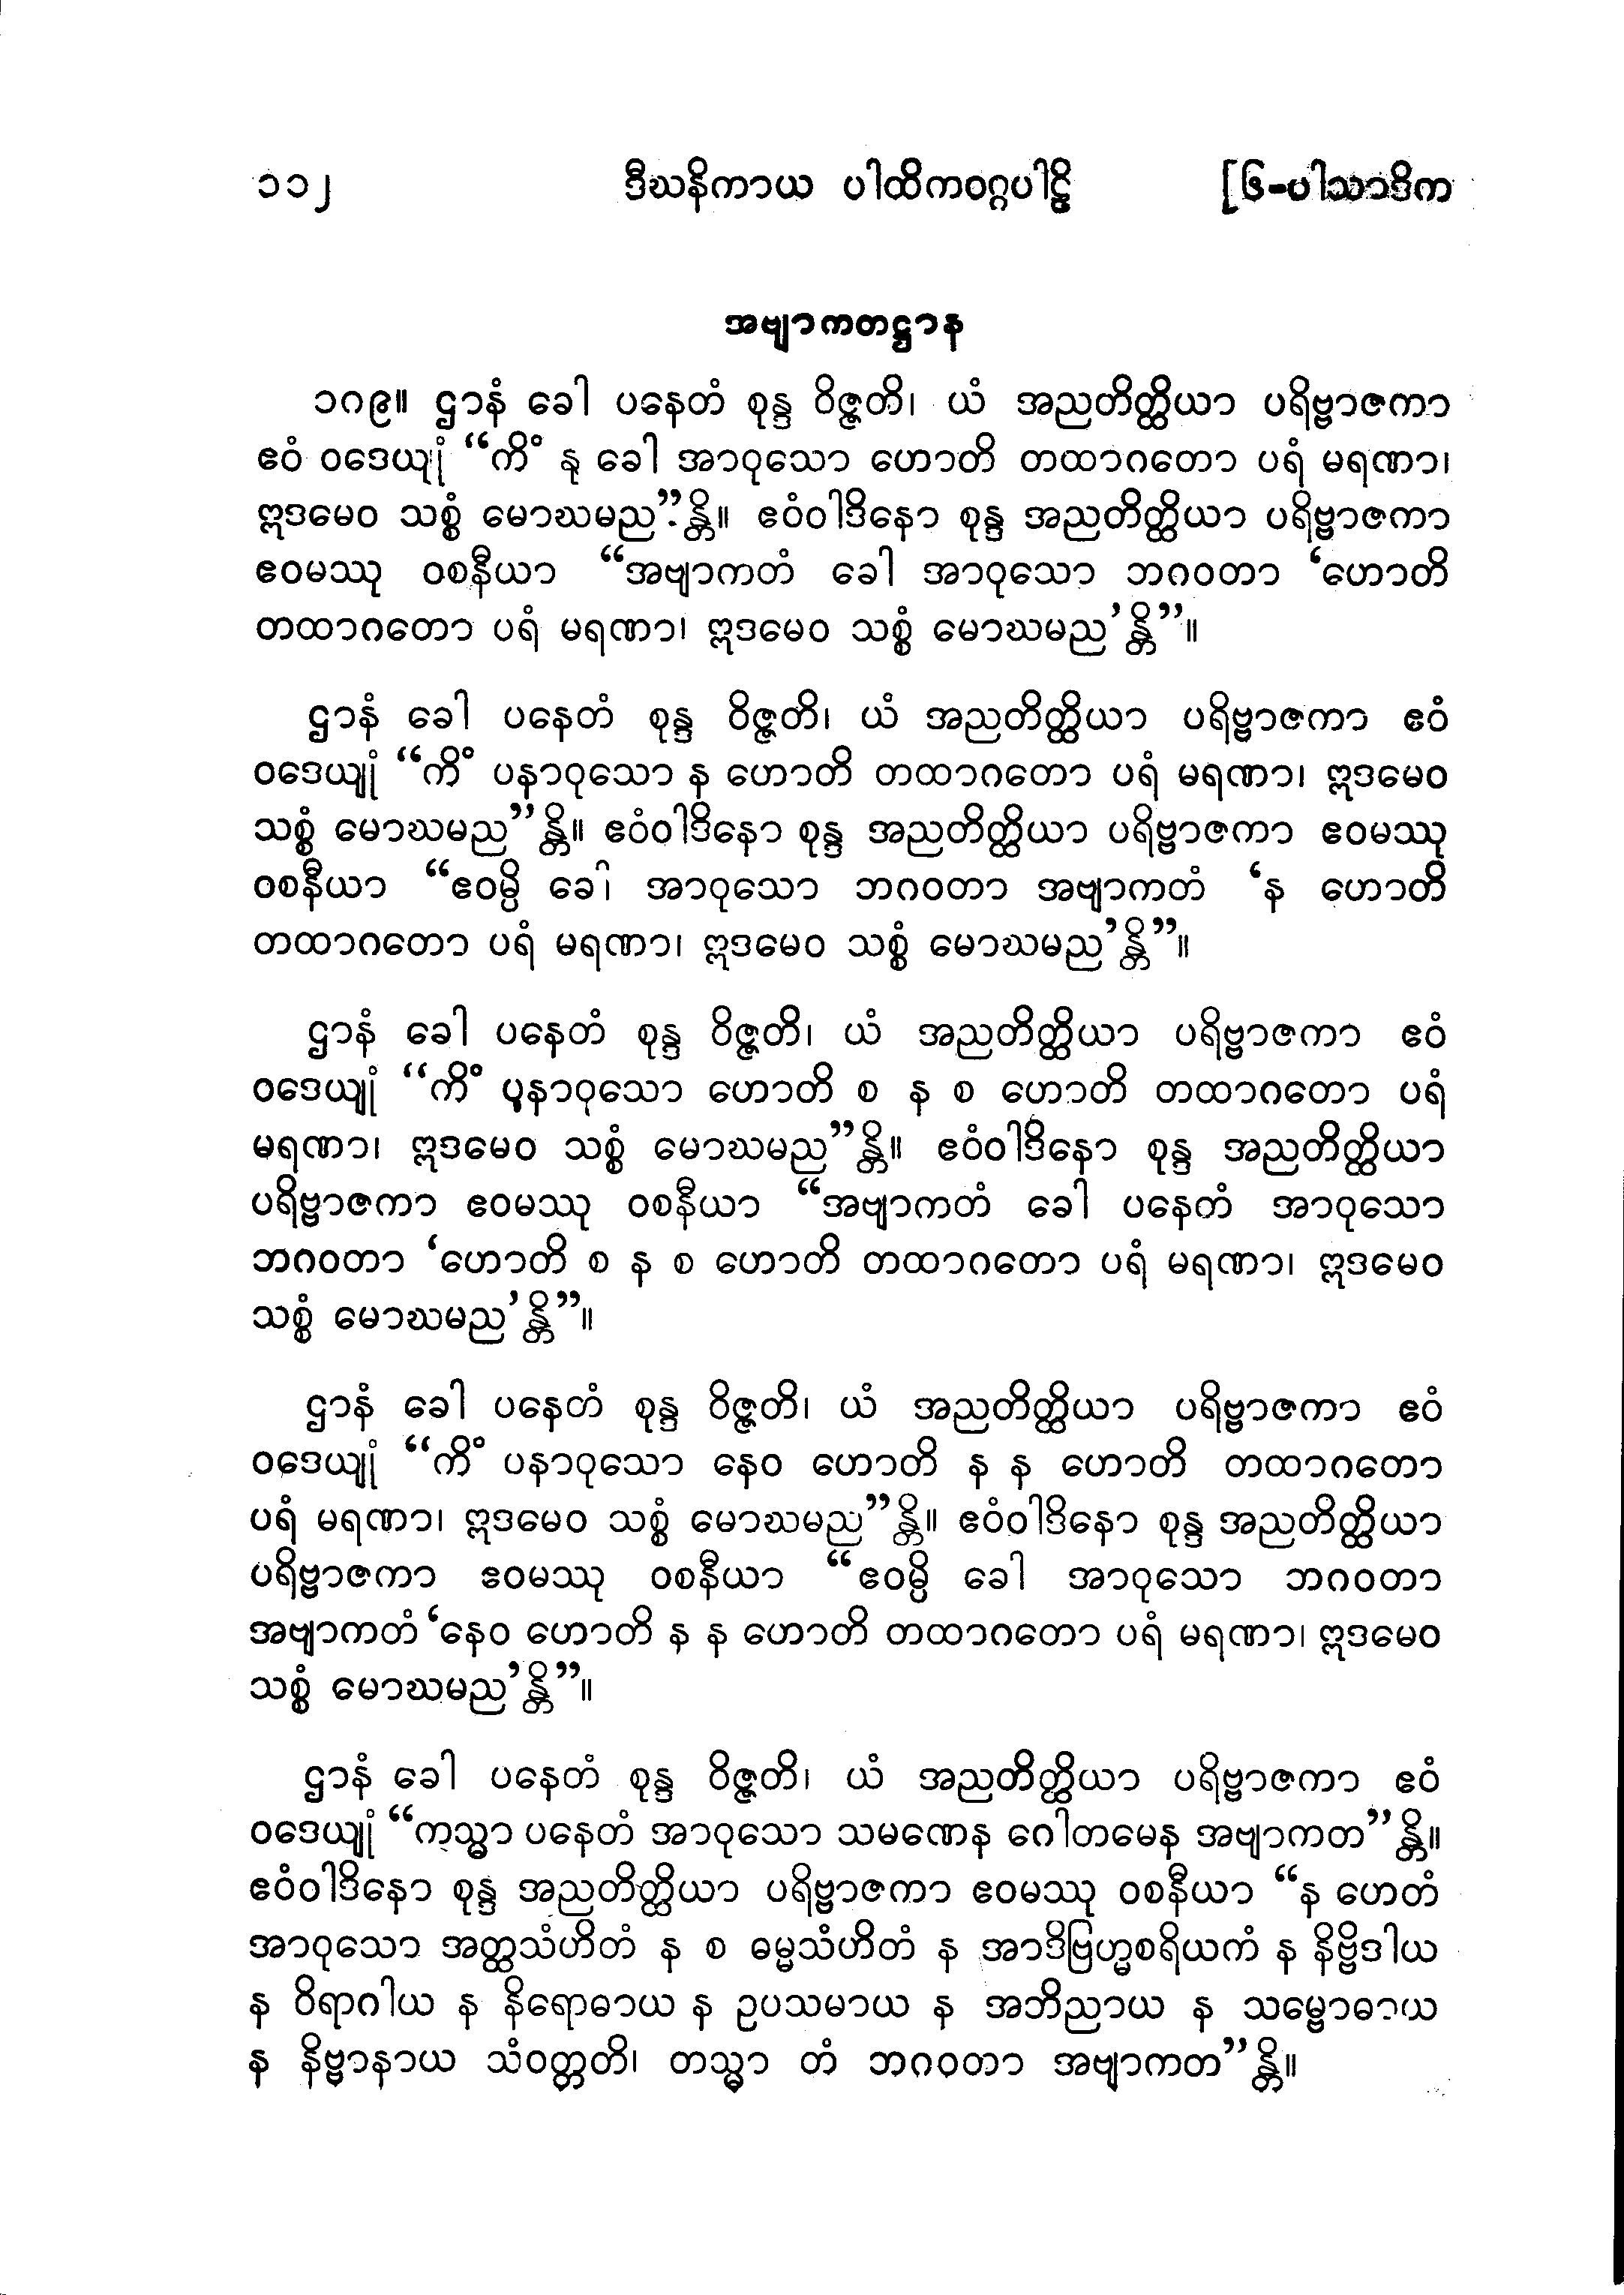 ၁၁၂ ဒီဃနိကာယ ပါထိကဝဂ္ဂပါဠိ [၆-ပါသာဒိက
အဗျာကတဋ္ဌာန
၁၈၉။ ဌာနံ ခေါ ပနေတံ စုန္ဒ ဝိဇ္ဇတိ၊ ယံ အညတိတ္ထိယာ ပရိဗ္ဗာဇကာ
ဧဝံ ဝဒေယျုံ “ကိံ နု ခေါ အာဝုသော ဟောတိ တထာဂတော ပရံ မရဏာ၊
ဣဒမေဝ သစ္စံ မောဃမည”န္တိ။ ဧဝံဝါဒိနော စုန္ဒ အညတိတ္ထိယာ ပရိဗ္ဗာဇကာ
ဧဝမဿု ဝစနီယာ “အဗျာကတံ ခေါ အာဝုသော ဘဂဝတာ ‘ဟောတိ
တထာဂတော ပရံ မရဏာ၊ ဣဒမေဝ သစ္စံ မောဃမည’န္တိ”။
ဌာနံ ခေါ ပနေတံ စုန္ဒ ဝိဇ္ဇတိ၊ ယံ အညတိတ္ထိယာ ပရိဗ္ဗာဇကာ ဧဝံ
ဝဒေယျုံ “ကိံ ပနာဝုသော န ဟောတိ တထာဂတော ပရံ မရဏာ၊ ဣဒမေဝ
သစ္စံ မောဃမည”န္တိ။ ဧဝံဝါဒိနော စုန္ဒ အညတိတ္ထိယာ ပရိဗ္ဗာဇကာ ဧဝမဿု
ဝစနီယာ “ဧဝမ္ပိ ခေါ အာဝုသော ဘဂဝတာ အဗျာကတံ ‘န ဟောတိ
တထာဂတော ပရံ မရဏာ၊ ဣဒမေဝ သစ္စံ မောဃမည’န္တိ”။
ဌာနံ ခေါ ပနေတံ စုန္ဒ ဝိဇ္ဇတိ၊ ယံ အညတိတ္ထိယာ ပရိဗ္ဗာဇကာ ဧဝံ
ဝဒေယျုံ “ကိံ ပနာဝုသော ဟောတိ စ န စ ဟောတိ တထာဂတော ပရံ
မရဏာ၊ ဣဒမေဝ သစ္စံ မောဃမည”န္တိ။ ဧဝံဝါဒိနော စုန္ဒ အညတိတ္ထိယာ
ပရိဗ္ဗာဇကာ ဧဝမဿု ဝစနီယာ “အဗျာကတံ ခေါ ပနေတံ အာဝုသော
ဘဂဝတာ ‘ဟောတိ စ န စ ဟောတိ တထာဂတော ပရံ မရဏာ၊ ဣဒမေဝ
သစ္စံ မောဃမည’န္တိ”။
ဌာနံ ခေါ ပနေတံ စုန္ဒ ဝိဇ္ဇတိ၊ ယံ အညတိတ္ထိယာ ပရိဗ္ဗာဇကာ ဧဝံ
ဝဒေယျုံ “ကိံ ပနာဝုသော နေဝ ဟောတိ န န ဟောတိ တထာဂတော
ပရံ မရဏာ၊ ဣဒမေဝ သစ္စံ မောဃမည”န္တိ။ ဧဝံဝါဒိနော စုန္ဒ အညတိတ္ထိယာ
ပရိဗ္ဗာဇကာ ဧဝမဿု ဝစနီယာ “ဧဝမ္ပိ ခေါ အာဝုသော ဘဂဝတာ
အဗျာကတံ ‘နေဝ ဟောတိ န န ဟောတိ တထာဂတော ပရံ မရဏာ၊ ဣဒမေဝ
သစ္စံ မောဃမည’န္တိ”။
ဌာနံ ခေါ ပနေတံ စုန္ဒ ဝိဇ္ဇတိ၊ ယံ အညတိတ္ထိယာ ပရိဗ္ဗာဇကာ ဧဝံ
ဝဒေယျုံ “ကသ္မာ ပနေတံ အာဝုသော သမဏေန ဂေါတမေန အဗျာကတ”န္တိ။
ဧဝံဝါဒိနော စုန္ဒ အညတိတ္ထိယာ ပရိဗ္ဗာဇကာ ဧဝမဿု ဝစနီယာ “န ဟေတံ
အာဝုသော အတ္ထသံဟိတံ န စ ဓမ္မသံဟိတံ န အာဒိဗြဟ္မစရိယကံ န နိဗ္ဗိဒါယ
န ဝိရာဂါယ န နိရောဓာယ န ဥပသမာယ န အဘိညာယ န သမ္ဗောဓာယ
န နိဗ္ဗာနာယ သံဝတ္တတိ၊ တသ္မာ တံ ဘဂဝတာ အဗျာကတ”န္တိ။